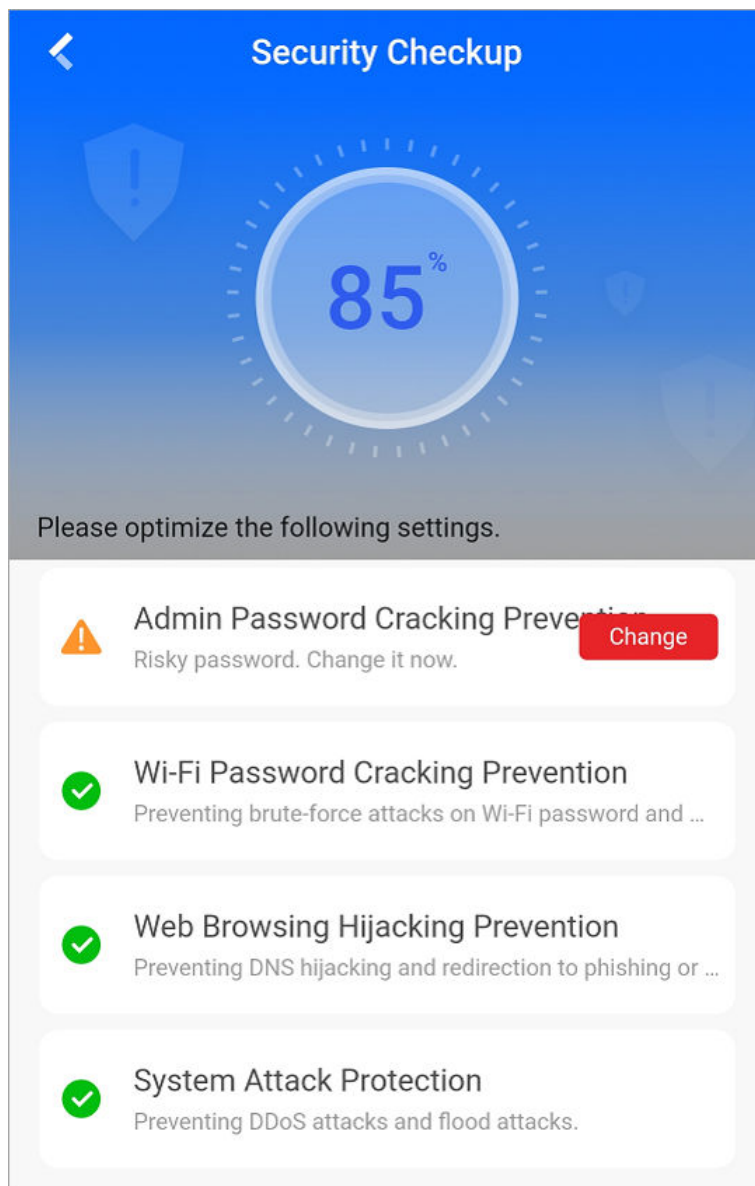 Security Checkup
85%
Please optimize the following settings.
Admin Password Cracking
Change
Risky password. Change it now.
Wi-Fi Password Cracking Prevention
Preventing brute-force attacks on Wi-Fi password and ...
Web Browsing Hijacking Prevention
Preventing DNS hijacking and redirection to phishing or ...
System Attack Protection
Preventing DDoS attacks and flood attacks.